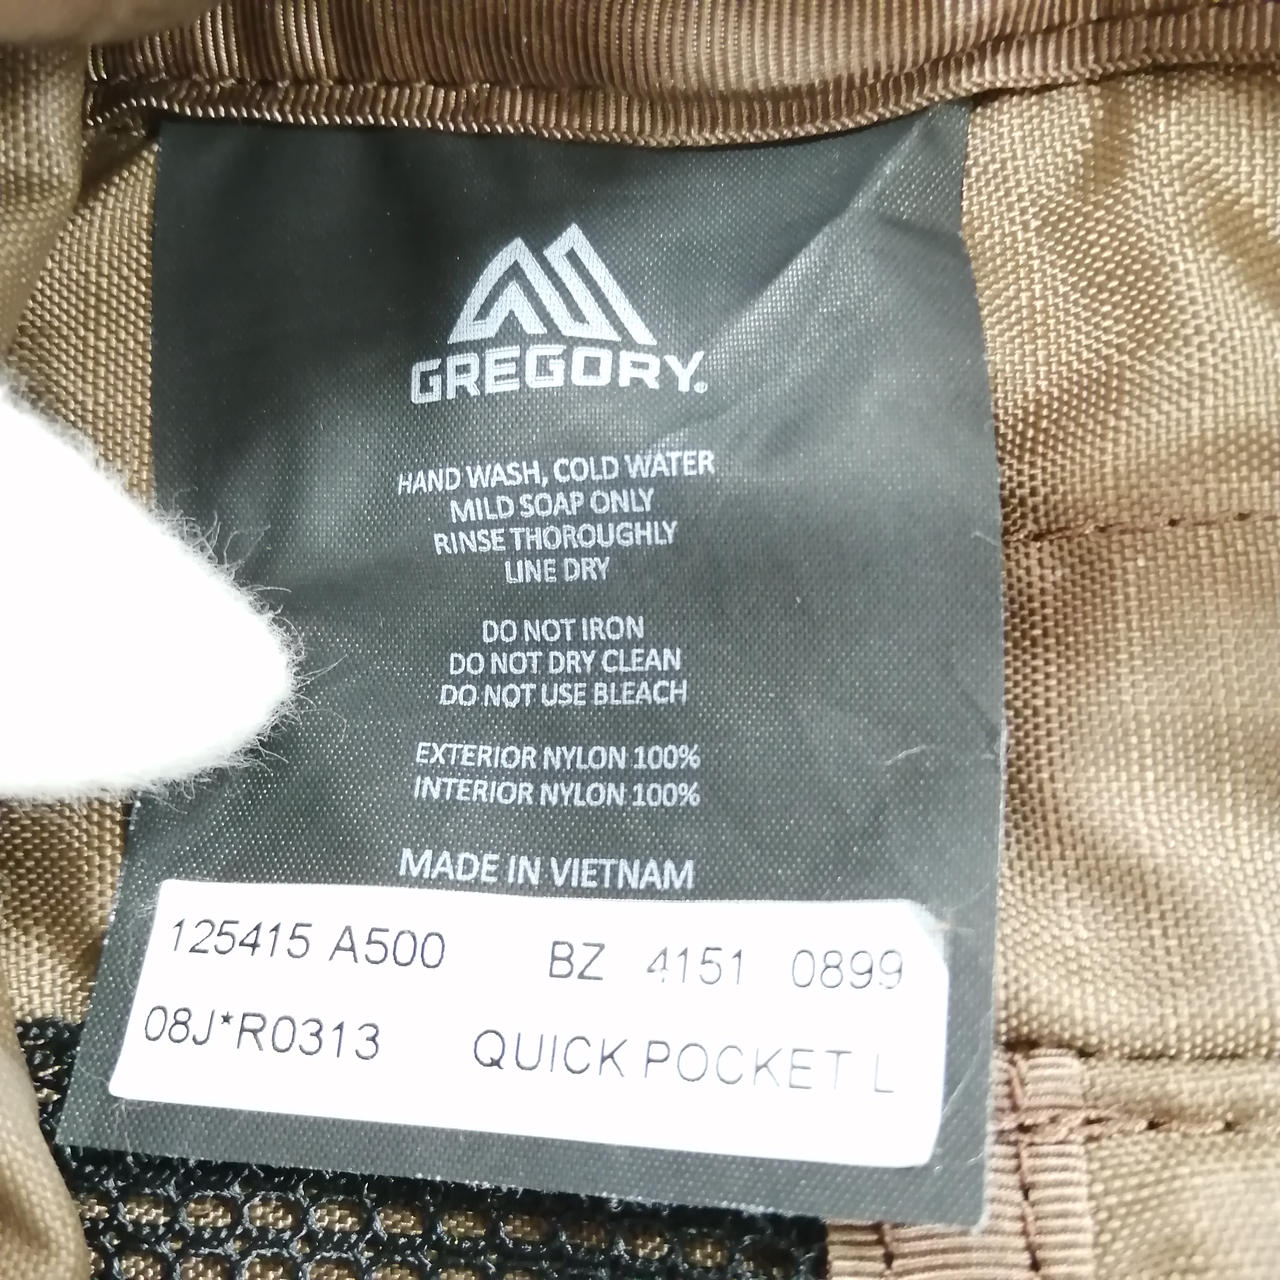 GREGORY.
HAND WASH, COLD WATER
MILD SOAP ONLY
RINSE THOROUGHLY
LINE DRY
DO NOT IRON
DO NOT DRY CLEAN
DO NOT USE BLEACH
EXTERIOR NYLON 100%
INTERIOR NYLON 100%
MADE IN VIETNAM
125415 A500 BZ 4151 0899
08J*R0313 QUICK POCKET L